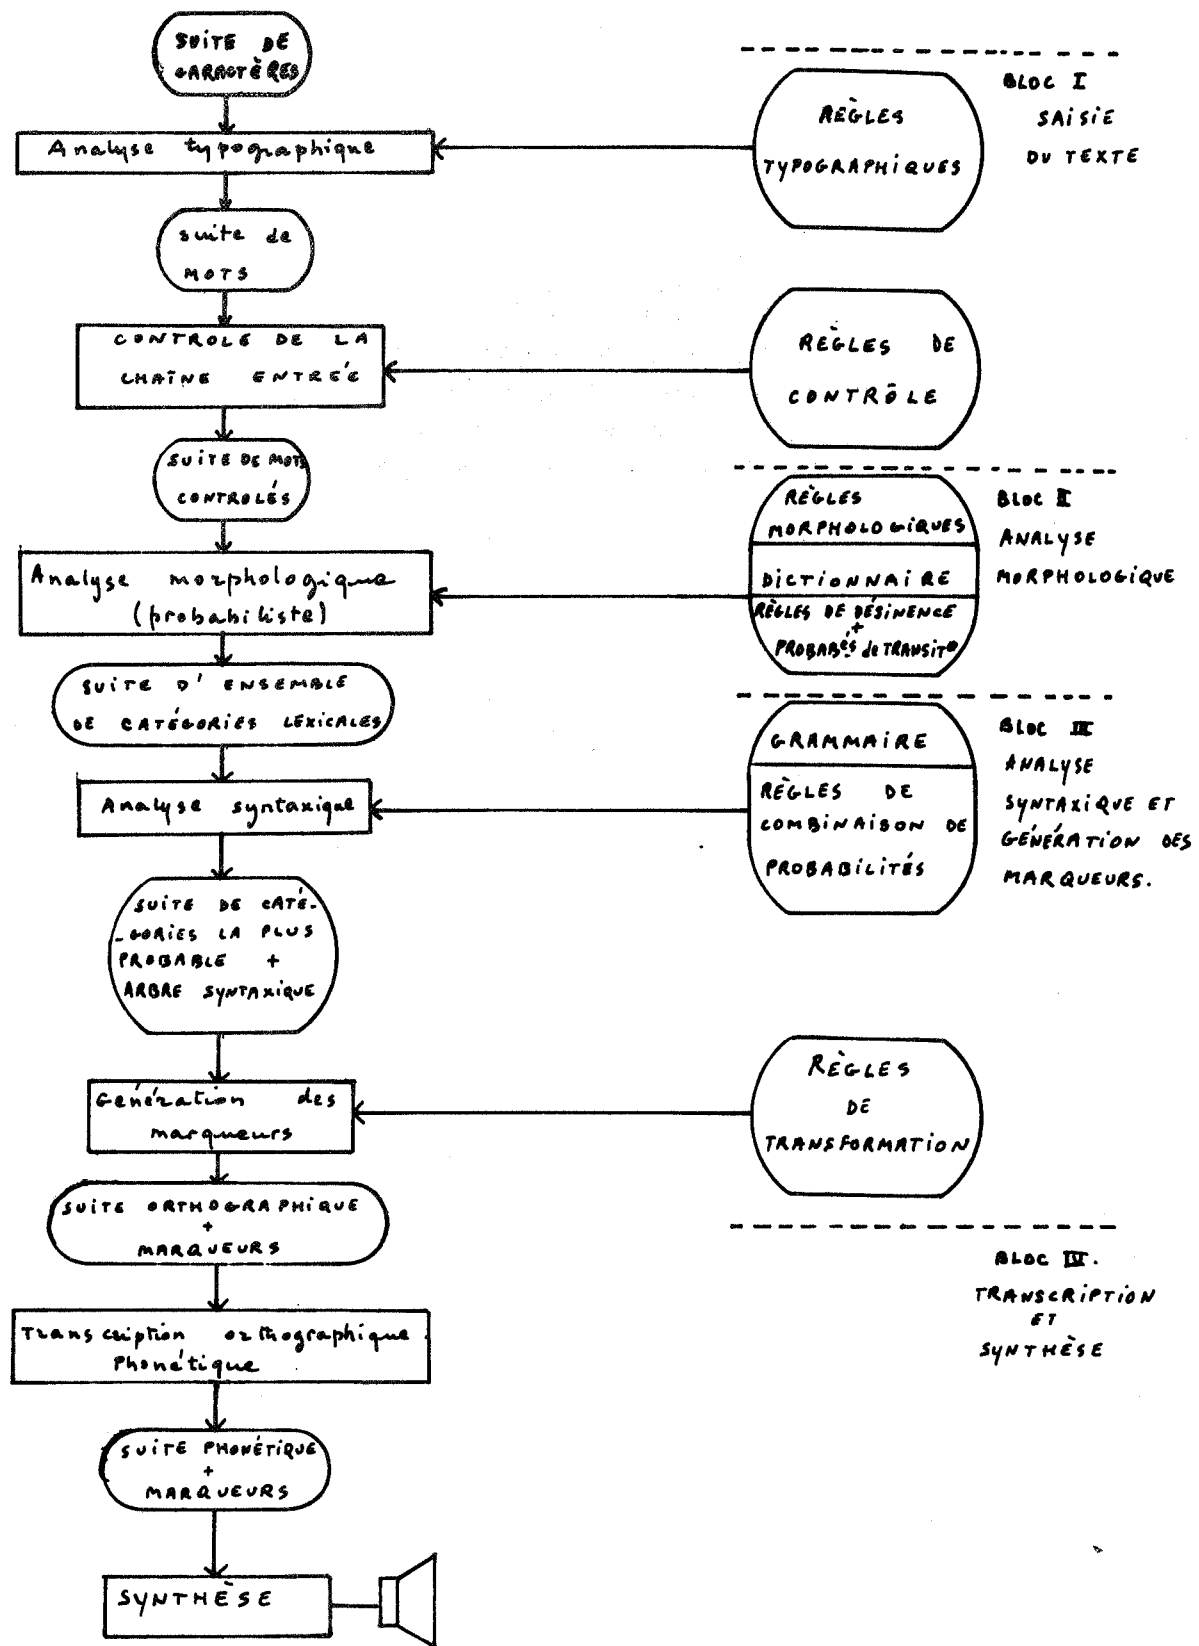 SUITE DE
CARACTÈRES
Analyse typographique
suite de
MOTS
CONTROLE DE LA
CHAÎNE ENTRÉE
SUITE DE MOTS
CONTROLÉS
Analyse morphologique
(probabiliste)
SUITE D'ENSEMBLE
DE CATÉGORIES LEXICALES
Analyse syntaxique
SUITE DE CATÉ-
-GORIES LA PLUS
PROBABLE +
ARBRE SYNTAXIQUE
Génération des
marqueurs
SUITE ORTHOGRAPHIQUE
+
MARQUEURS
Transcription orthographique
Phonétique
SUITE PHONÉTIQUE
+
MARQUEURS
SYNTHÈSE
RÈGLES
TYPOGRAPHIQUES
RÈGLES DE
CONTRÔLE
RÈGLES
MORPHOLOGIQUES
DICTIONNAIRE
RÈGLES DE DÉSINENCE
+
PROBABés de TRANSITº
GRAMMAIRE
RÈGLES DE
COMBINAISON DE
PROBABILITÉS
RÈGLES
DE
TRANSFORMATION
BLOC I
SAISIE
DU TEXTE
BLOC II
ANALYSE
MORPHOLOGIQUE
BLOC III
ANALYSE
SYNTAXIQUE ET
GÉNÉRATION DES
MARQUEURS.
BLOC IV.
TRANSCRIPTION
ET
SYNTHÈSE